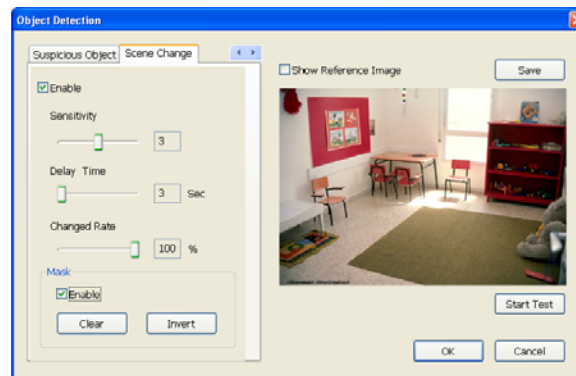 Object Detection
Suspicious Object
Scene Change
Enable
Sensitivity
3
Delay Time
3 Sec
Changed Rate
100 %
Mask
Enable
Clear
Invert
Show Reference Image
Save
Start Test
OK
Cancel